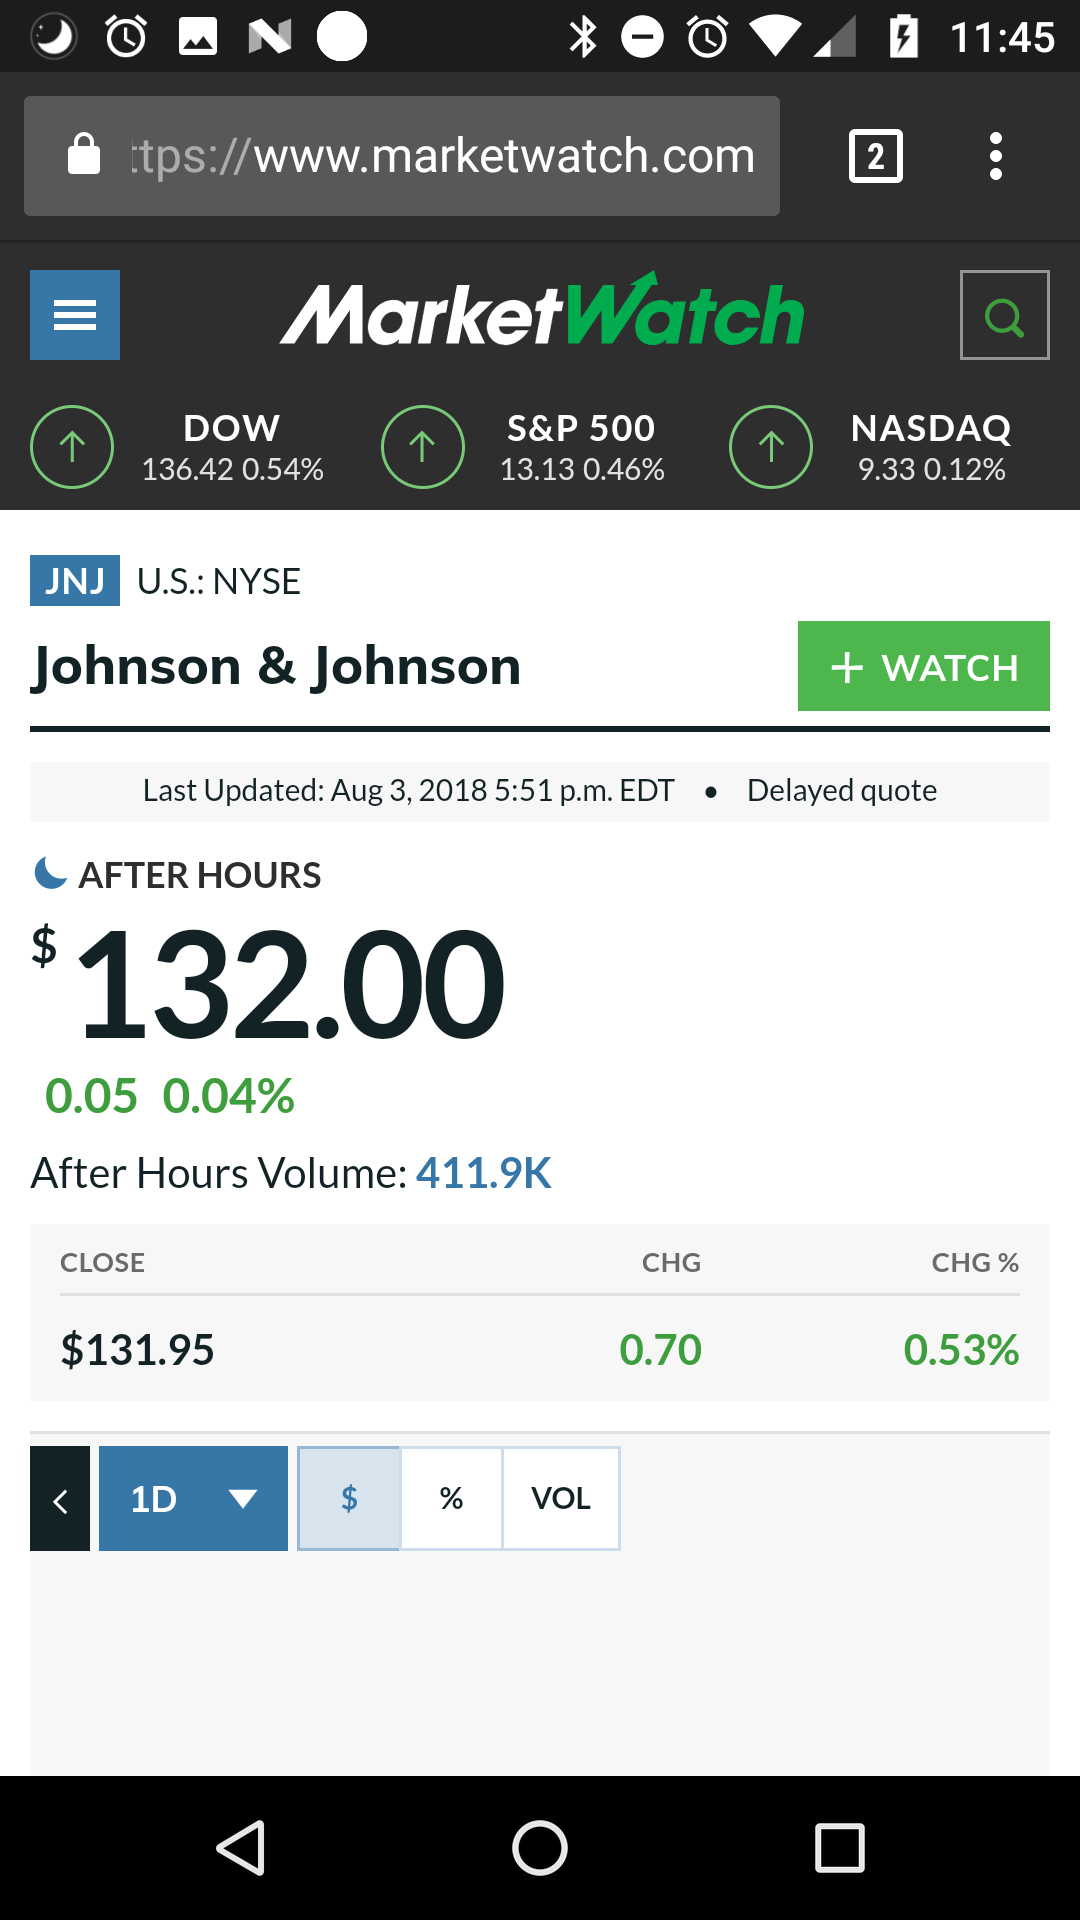 11:45
ttps://www.marketwatch.com
2
MarketWatch
DOW S&P 500 NASDAQ
136.42 0.54% 13.13 0.46% 9.33 0.12%
JNJ U.S.: NYSE
Johnson & Johnson
+ WATCH
Last Updated: Aug 3, 2018 5:51 p.m. EDT • Delayed quote
AFTER HOURS
$132.00
0.05 0.04%
After Hours Volume: 411.9K
CLOSE CHG CHG %
$131.95 0.70 0.53%
< 1D $ % VOL